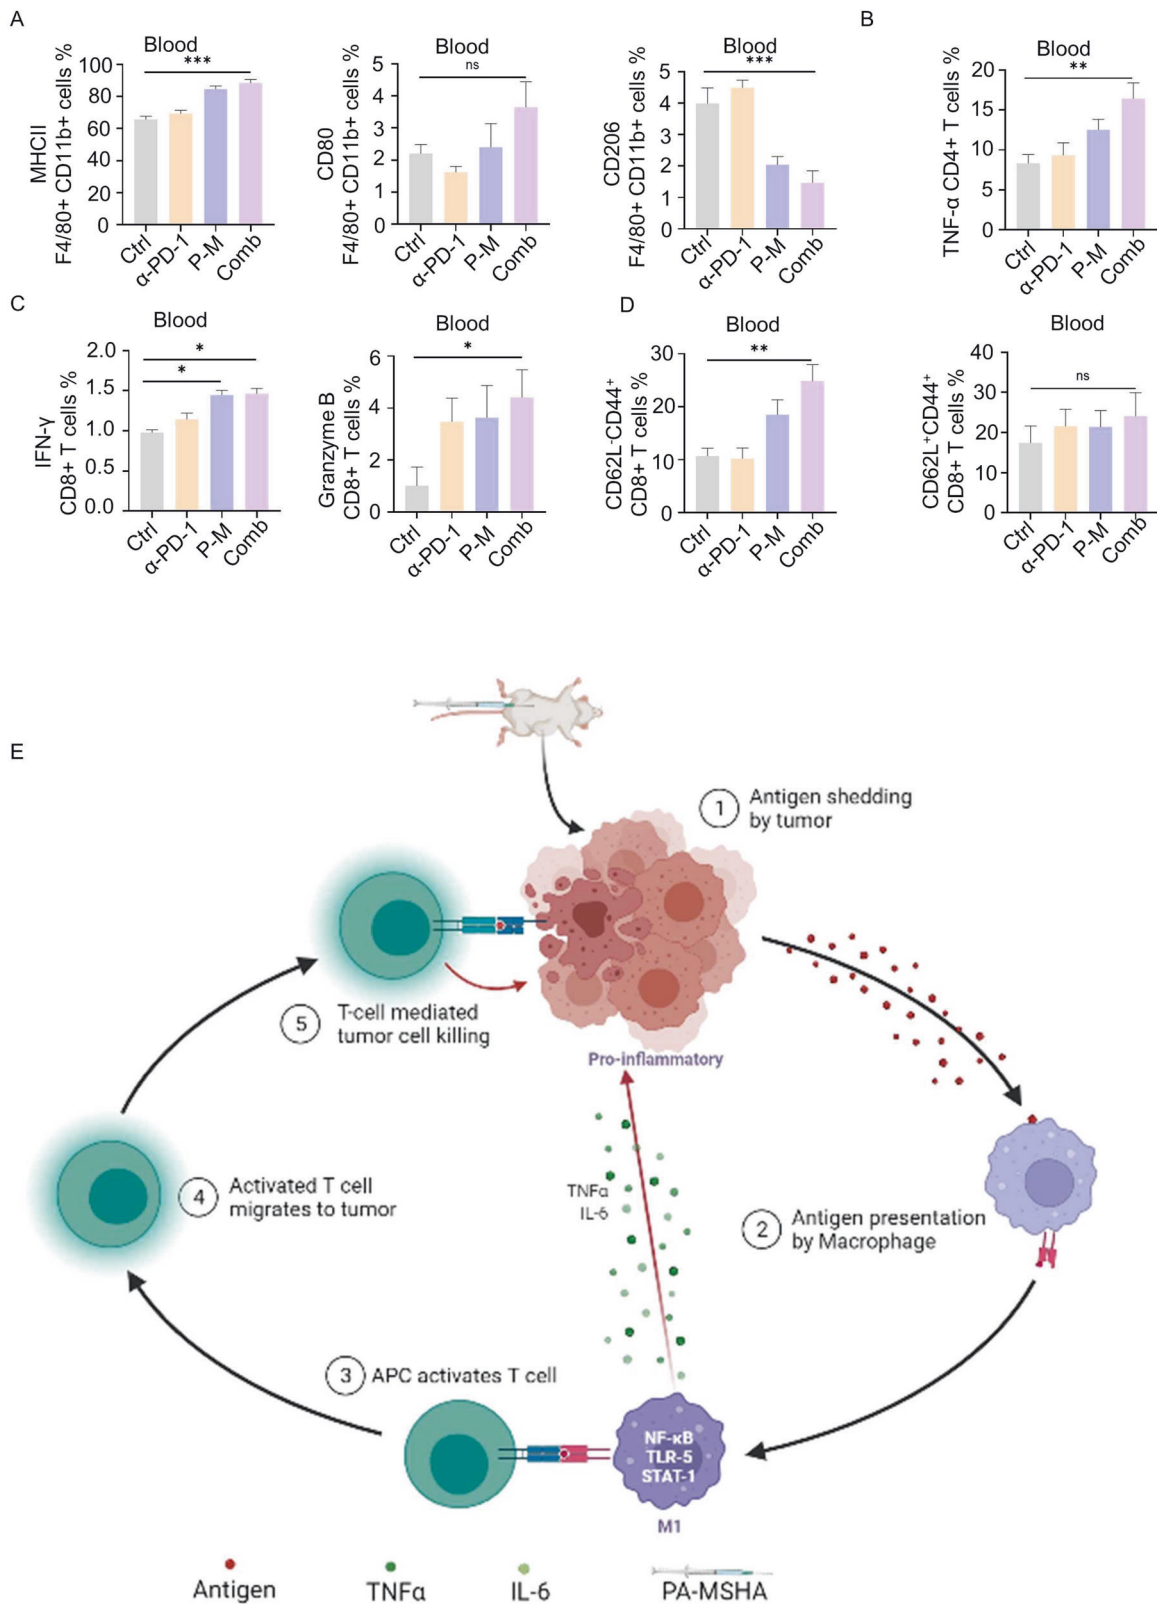 A
Blood
***
MHCII
F4/80+ CD11b+ cells %
100
80
60
40
20
0
Ctrl
α-PD-1
P-M
Comb
Blood
ns
CD80
F4/80+ CD11b+ cells %
5
4
3
2
1
0
Ctrl
α-PD-1
P-M
Comb
Blood
***
CD206
F4/80+ CD11b+ cells %
5
4
3
2
1
0
Ctrl
α-PD-1
P-M
Comb
B
Blood
**
TNF-α CD4+ T cells %
20
15
10
5
0
Ctrl
α-PD-1
P-M
Comb
C
Blood
*
*
IFN-γ
CD8+ T cells %
2.0
1.5
1.0
0.5
0.0
Ctrl
α-PD-1
P-M
Comb
Blood
*
Granzyme B
CD8+ T cells %
6
4
2
0
Ctrl
α-PD-1
P-M
Comb
D
Blood
**
CD62L-CD44+
CD8+ T cells %
30
20
10
0
Ctrl
α-PD-1
P-M
Comb
Blood
ns
CD62L+CD44+
CD8+ T cells %
40
30
20
10
0
Ctrl
α-PD-1
P-M
Comb
E
1
Antigen shedding
by tumor
5
T-cell mediated
tumor cell killing
Pro-inflammatory
4
Activated T cell
migrates to tumor
TNFα
IL-6
2
Antigen presentation
by Macrophage
3
APC activates T cell
NF-κB
TLR-5
STAT-1
M1
Antigen
TNFα
IL-6
PA-MSHA